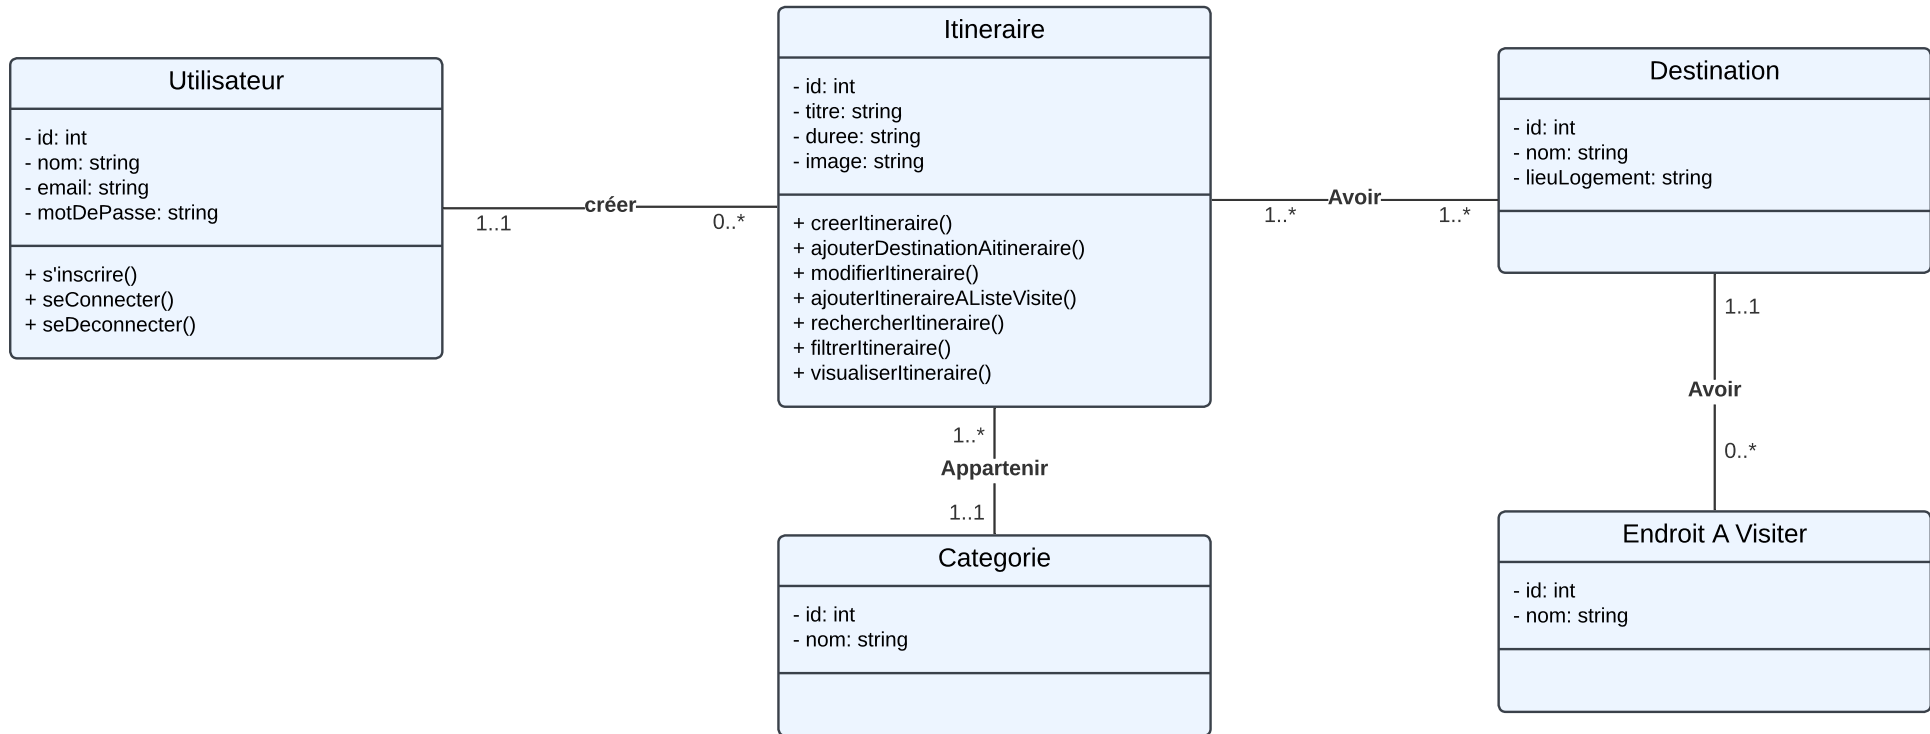 Utilisateur
- id: int
- nom: string
- email: string
- motDePasse: string
+ s'inscrire()
+ seConnecter()
+ seDeconnecter()
1..1
créer
0..*
Itineraire
- id: int
- titre: string
- duree: string
- image: string
+ creerItineraire()
+ ajouterDestinationAitineraire()
+ modifierItineraire()
+ ajouterItineraireAListeVisite()
+ rechercherItineraire()
+ filtrerItineraire()
+ visualiserItineraire()
1..*
Avoir
1..*
Destination
- id: int
- nom: string
- lieuLogement: string
1..1
Avoir
0..*
1..*
Appartenir
1..1
Categorie
- id: int
- nom: string
Endroit A Visiter
- id: int
- nom: string